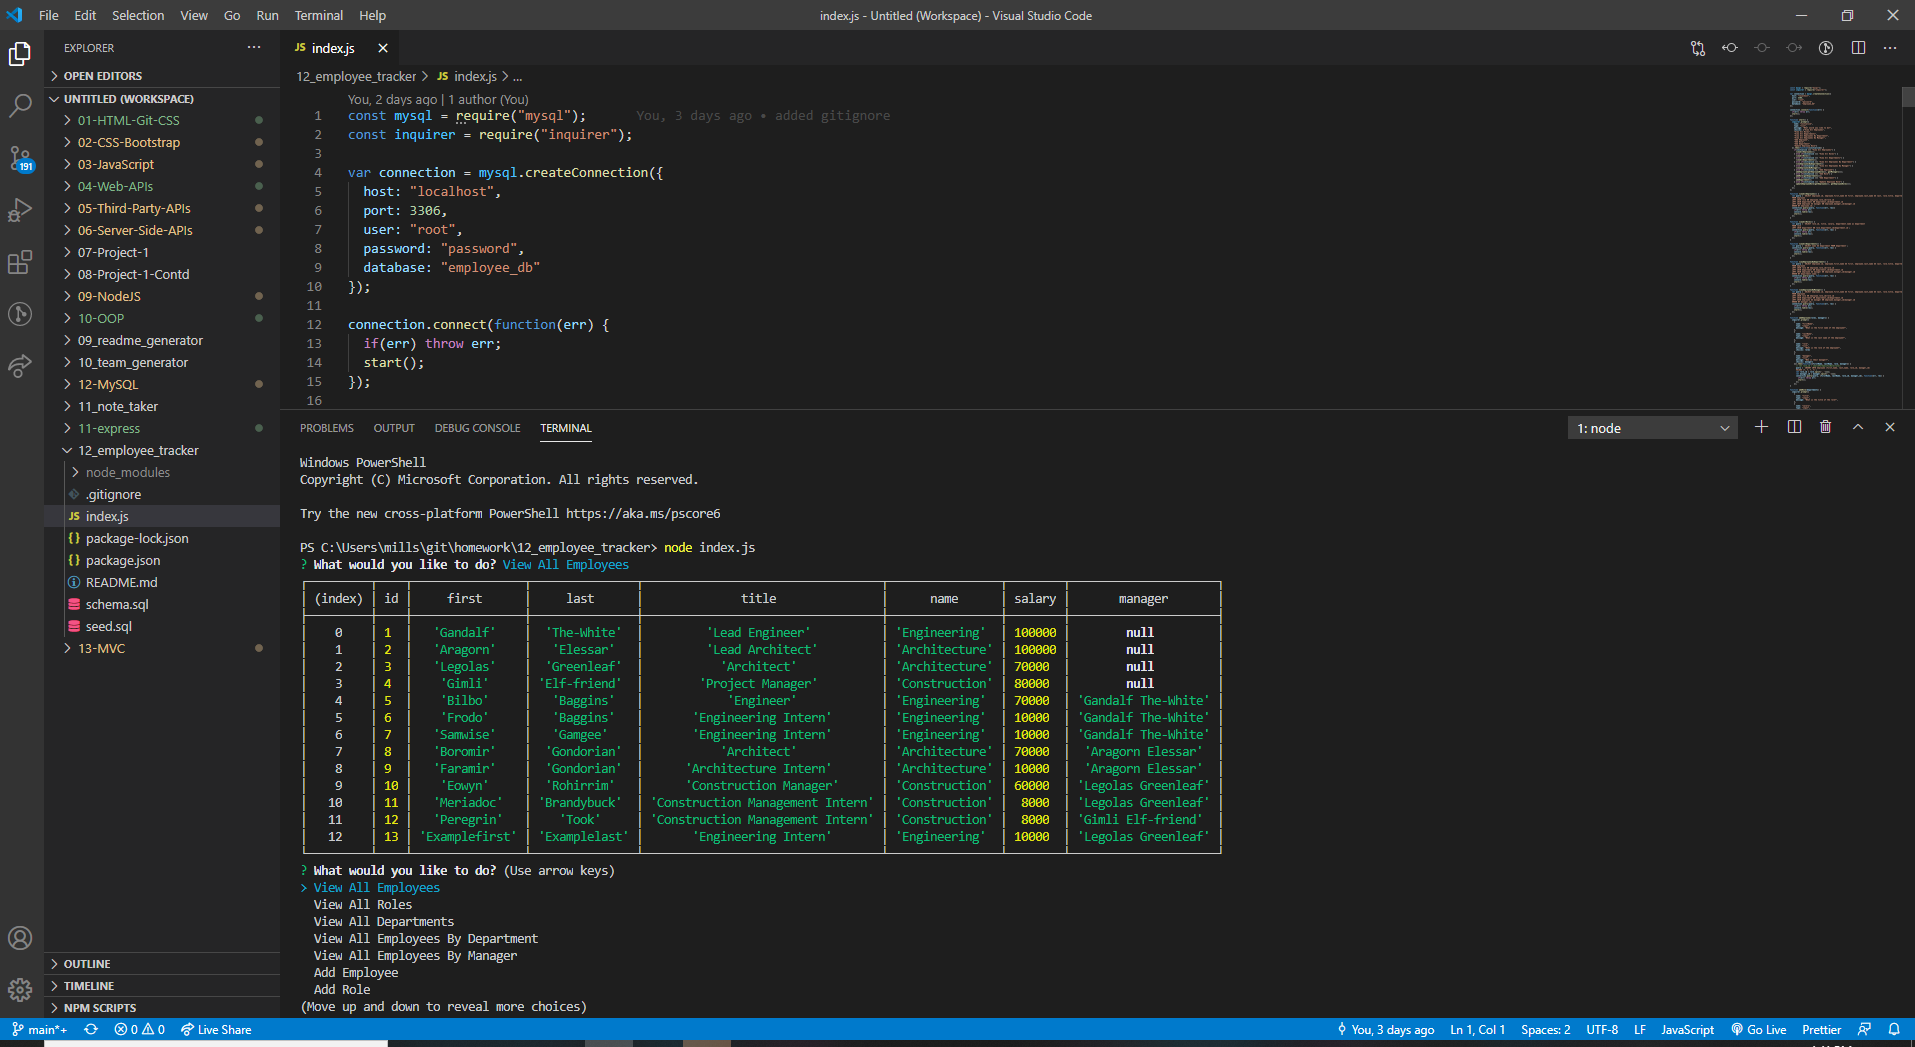 File Edit Selection View Go Run Terminal Help
index.js - Untitled (Workspace) - Visual Studio Code
EXPLORER ...
OPEN EDITORS
UNTITLED (WORKSPACE)
01-HTML-Git-CSS
02-CSS-Bootstrap
03-JavaScript
04-Web-APIs
05-Third-Party-APIs
06-Server-Side-APIs
07-Project-1
08-Project-1-Contd
09-NodeJS
10-OOP
09_readme_generator
10_team_generator
12-MySQL
11_note_taker
11-express
12_employee_tracker
node_modules
.gitignore
JS index.js
{} package-lock.json
{} package.json
README.md
schema.sql
seed.sql
13-MVC
OUTLINE
TIMELINE
NPM SCRIPTS
191
JS index.js
12_employee_tracker > JS index.js > ...
You, 2 days ago | 1 author (You)
1 const mysql = require("mysql"); You, 3 days ago • added gitignore
2 const inquirer = require("inquirer");
3
4 var connection = mysql.createConnection({
5 host: "localhost",
6 port: 3306,
7 user: "root",
8 password: "password",
9 database: "employee_db"
10 });
11
12 connection.connect(function(err) {
13 if(err) throw err;
14 start();
15 });
16
PROBLEMS OUTPUT DEBUG CONSOLE TERMINAL
1: node
Windows PowerShell
Copyright (C) Microsoft Corporation. All rights reserved.
Try the new cross-platform PowerShell https://aka.ms/pscore6
PS C:\Users\mills\git\homework\12_employee_tracker> node index.js
? What would you like to do? View All Employees
(index) id first last title name salary manager
0 1 'Gandalf' 'The-White' 'Lead Engineer' 'Engineering' 100000 null
1 2 'Aragorn' 'Elessar' 'Lead Architect' 'Architecture' 100000 null
2 3 'Legolas' 'Greenleaf' 'Architect' 'Architecture' 70000 null
3 4 'Gimli' 'Elf-friend' 'Project Manager' 'Construction' 80000 null
4 5 'Bilbo' 'Baggins' 'Engineer' 'Engineering' 70000 'Gandalf The-White'
5 6 'Frodo' 'Baggins' 'Engineering Intern' 'Engineering' 10000 'Gandalf The-White'
6 7 'Samwise' 'Gamgee' 'Engineering Intern' 'Engineering' 10000 'Gandalf The-White'
7 8 'Boromir' 'Gondorian' 'Architect' 'Architecture' 70000 'Aragorn Elessar'
8 9 'Faramir' 'Gondorian' 'Architecture Intern' 'Architecture' 10000 'Aragorn Elessar'
9 10 'Eowyn' 'Rohirrim' 'Construction Manager' 'Construction' 60000 'Legolas Greenleaf'
10 11 'Meriadoc' 'Brandybuck' 'Construction Management Intern' 'Construction' 8000 'Legolas Greenleaf'
11 12 'Peregrin' 'Took' 'Construction Management Intern' 'Construction' 8000 'Gimli Elf-friend'
12 13 'Examplefirst' 'Examplelast' 'Engineering Intern' 'Engineering' 10000 'Legolas Greenleaf'
? What would you like to do? (Use arrow keys)
> View All Employees
View All Roles
View All Departments
View All Employees By Department
View All Employees By Manager
Add Employee
Add Role
(Move up and down to reveal more choices)
main*+ 0 0 Live Share
You, 3 days ago Ln 1, Col 1 Spaces: 2 UTF-8 LF JavaScript Go Live Prettier